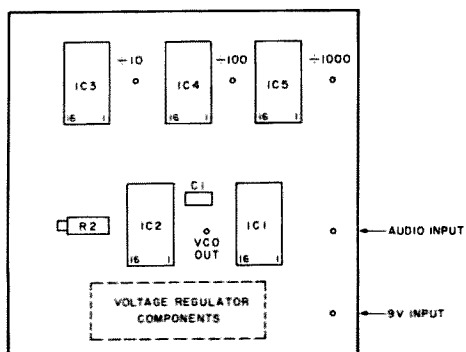 ÷10 ÷100 ÷1000
IC3 IC4 IC5
16 1 16 1 16 1
C1
R2 IC2 IC1 AUDIO INPUT
VCO
OUT
16 1 16 1
VOLTAGE REGULATOR
COMPONENTS
9V INPUT